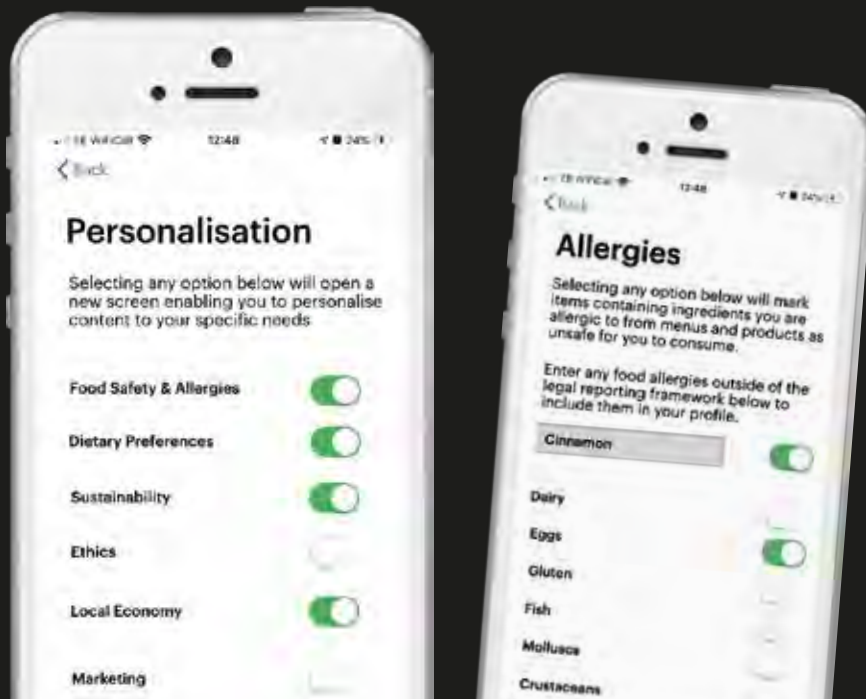 12:48
24%
Back
Personalisation
Selecting any option below will open a
new screen enabling you to personalise
content to your specific needs
Food Safety & Allergies
Dietary Preferences
Sustainability
Ethics
Local Economy
Marketing
12:48
Back
Allergies
Selecting any option below will mark
items containing ingredients you are
allergic to from menus and products as
unsafe for you to consume.
Enter any food allergies outside of the
legal reporting framework below to
include them in your profile.
Cinnamon
Dairy
Eggs
Gluten
Fish
Molluscs
Crustaceans